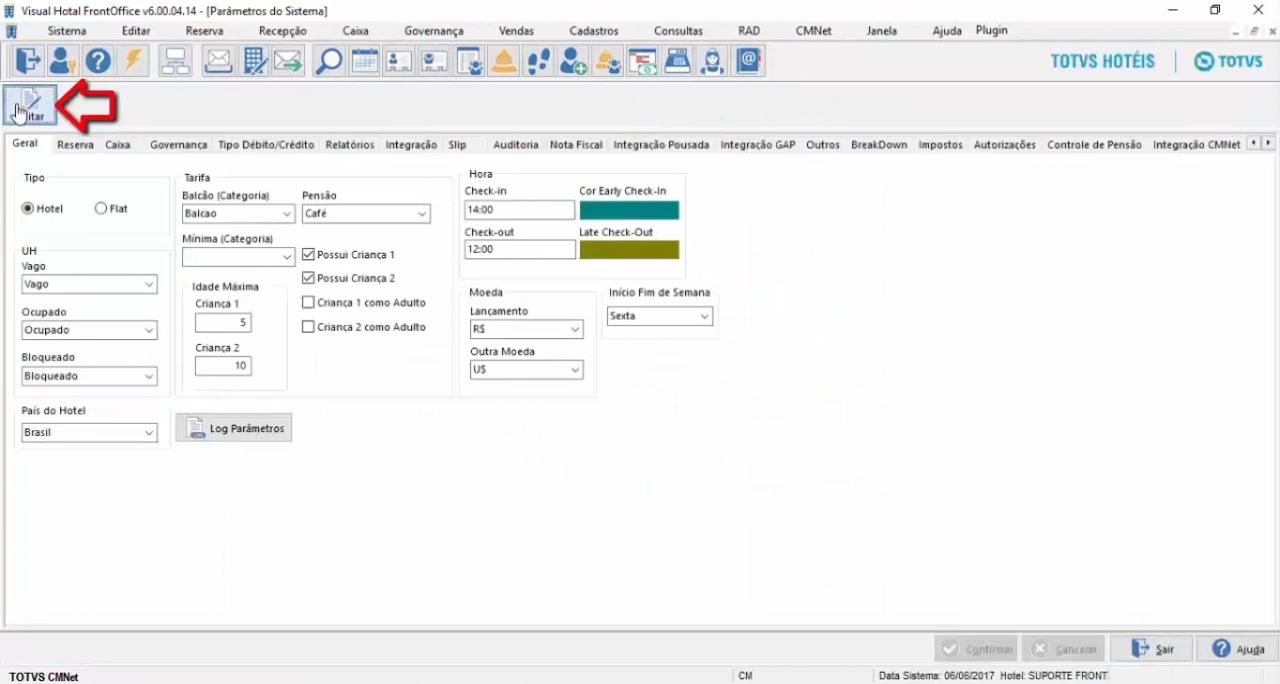 Visual Hotal FrontOffice v6.00.04.14 - [Parâmetros do Sistema]
Sistema Editar Reserva Recepção Caixa Governança Vendas Cadastros Consultas RAD CMNet Janela Ajuda Plugin
TOTVS HOTÉIS TOTVS
itar
Geral Reserva Caixa Governança Tipo Débito/Crédito Relatórios Integração Slip Auditoria Nota Fiscal Integração Pousada Integração GAP Outros BreakDown Impostos Autorizações Controle de Pensão Integração CMNet
Tipo
Hotel Flat
UH
Vago
Vago
Ocupado
Ocupado
Bloqueado
Bloqueado
País do Hotel
Brasil
Tarifa
Balcão (Categoria) Pensão
Balcao Café
Mínima (Categoria)
Possui Criança 1
Possui Criança 2
Criança 1 como Adulto
Criança 2 como Adulto
Idade Máxima
Criança 1
5
Criança 2
10
Log Parâmetros
Hora
Check-in Cor Early Check-In
14:00
Check-out Late Check-Out
12:00
Moeda
Lançamento
R$
Outra Moeda
U$
Início Fim de Semana
Sexta
Confirmar Cancelar Sair Ajuda
TOTVS CMNet CM Data Sistema: 06/06/2017 Hotel: SUPORTE FRONT